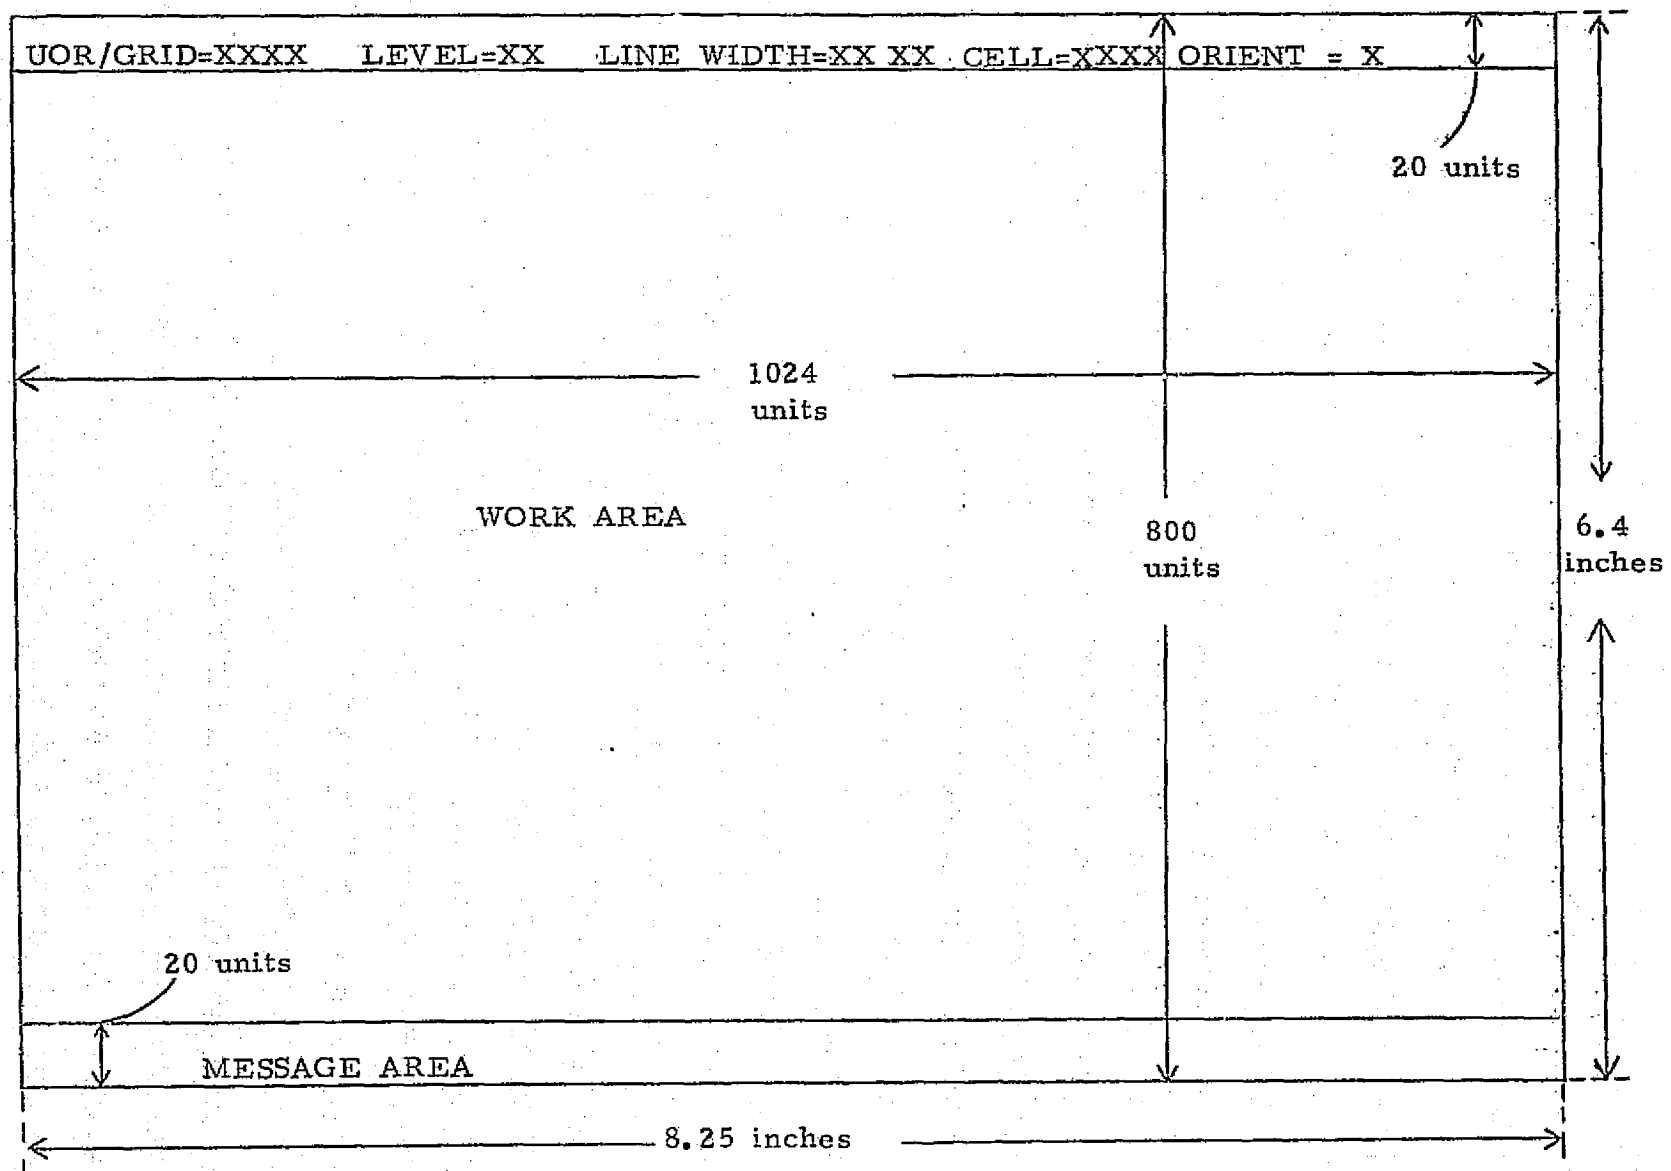 UOR/GRID=XXXX LEVEL=XX LINE WIDTH=XX XX CELL=XXXX ORIENT = X
20 units
1024
units
WORK AREA
800
units
6.4
inches
20 units
MESSAGE AREA
8.25 inches